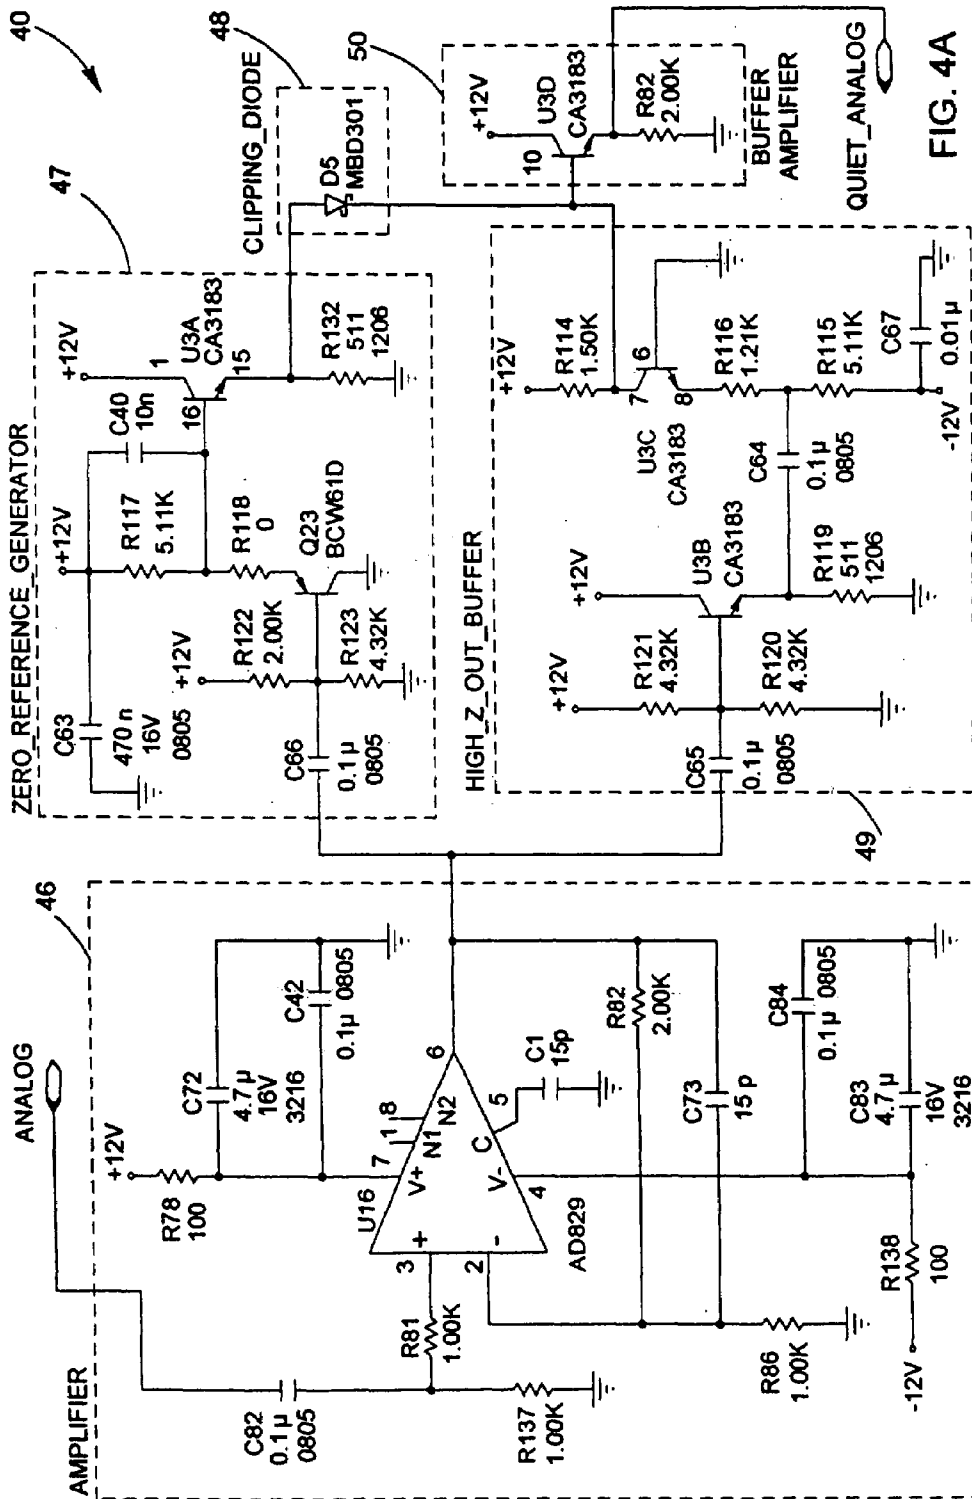 40
FIG. 4A
AMPLIFIER
46
ANALOG
+12V
R78
100
C72
4.7µ
16V
3216
C42
0.1µ 0805
C82
0.1µ
0805
R137
1.00K
R81
1.00K
3
+
2
-
U16
7
V+
1
8
N1
N2
6
C
5
V-
4
AD829
C1
15p
R82
2.00K
C73
15p
R86
1.00K
C84
0.1µ 0805
C83
4.7µ
16V
3216
R138
100
-12V
ZERO_REFERENCE_GENERATOR
47
C63
470n
16V
0805
+12V
R117
5.11K
C40
10n
+12V
1
U3A
CA3183
16
15
R118
0
Q23
BCW61D
+12V
R122
2.00K
R123
4.32K
C66
0.1µ
0805
R132
511
1206
CLIPPING_DIODE
48
D5
MBD301
50
+12V
U3D
CA3183
10
R82
2.00K
BUFFER
AMPLIFIER
QUIET_ANALOG
HIGH_Z_OUT_BUFFER
49
C65
0.1µ
0805
+12V
R121
4.32K
R120
4.32K
+12V
U3B
CA3183
R119
511
1206
C64
0.1µ
0805
+12V
R114
1.50K
7
6
8
U3C
CA3183
R116
1.21K
R115
5.11K
C67
0.01µ
-12V